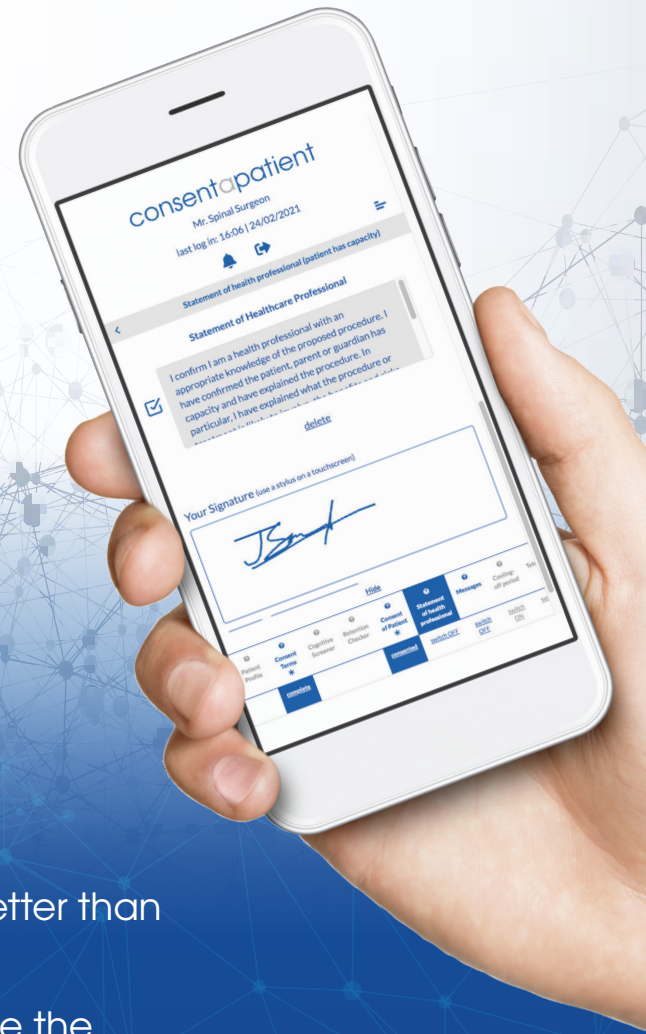 consentapatient
Mr. Spinal Surgeon
last log in: 16:06 | 24/02/2021
Statement of health professional (patient has capacity)
Statement of Healthcare Professional
I confirm I am a health professional with an
appropriate knowledge of the proposed procedure. I
have confirmed the patient, parent or guardian has
capacity and have explained the procedure. In
particular, I have explained what the procedure or
delete
Your Signature (use a stylus on a touchscreen)
Hide
Patient Profile
Consent Terms *
Cognitive Screener
Retention Checker
Consent of Patient *
Statement of health professional
Messages
Cooling-off period
complete
consented
switch OFF
switch OFF
switch ON
etter than
e the